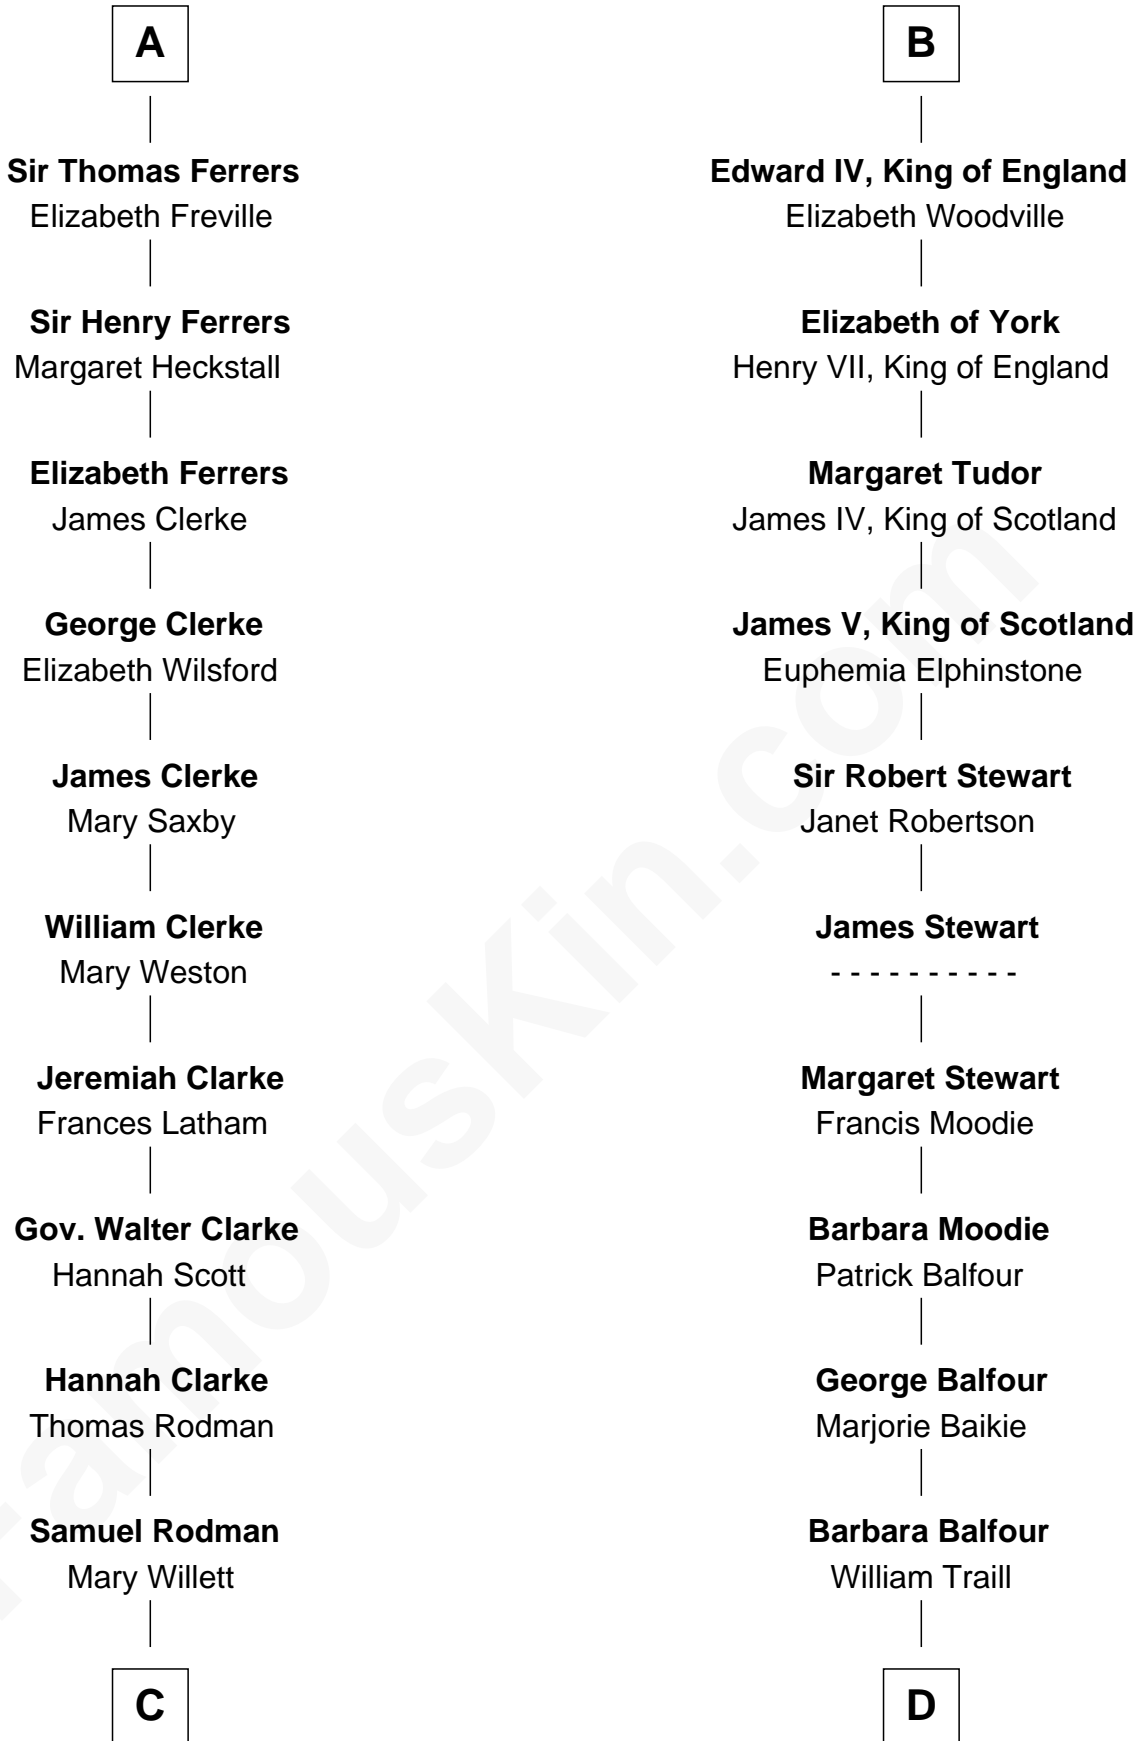 A
Sir Thomas Ferrers
Elizabeth Freville
Sir Henry Ferrers
Margaret Heckstall
Elizabeth Ferrers
James Clerke
George Clerke
Elizabeth Wilsford
James Clerke
Mary Saxby
William Clerke
Mary Weston
Jeremiah Clarke
Frances Latham
Gov. Walter Clarke
Hannah Scott
Hannah Clarke
Thomas Rodman
Samuel Rodman
Mary Willett
C
B
Edward IV, King of England
Elizabeth Woodville
Elizabeth of York
Henry VII, King of England
Margaret Tudor
James IV, King of Scotland
James V, King of Scotland
Euphemia Elphinstone
Sir Robert Stewart
Janet Robertson
James Stewart
- - - - - - - - - -
Margaret Stewart
Francis Moodie
Barbara Moodie
Patrick Balfour
George Balfour
Marjorie Baikie
Barbara Balfour
William Traill
D
FamousKin.com